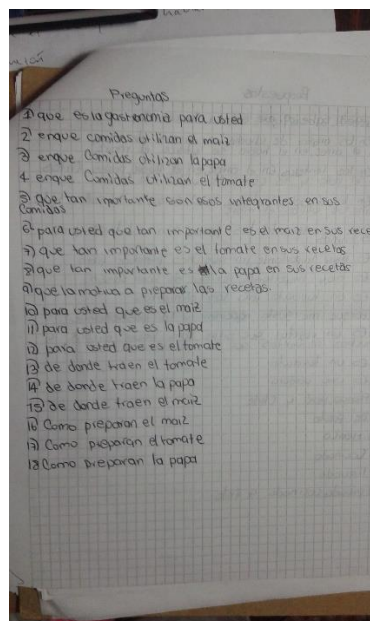 Preguntas
1) que es la gastrenomia para usted
2 enque comidas utilizan el maiz
3) enque Comidas utilizan la papa
4. enque Comidas utilizan el tomate
5) que tan importante son esos integrantes en sus
Comidas
6) para usted que tan importante es el maiz en sus rece
7) que tan importante es el tomate en sus recetas
8) que tan importante es la papa en sus recetas
9) que la motiva a preparar las recetas.
10) para usted que es el maiz
11) para usted que es la papa
12) para usted que es el tomate
13) de donde traen el tomate
14) de donde traen la papa
15) de donde traen el maiz
16) Como preparan el maiz
17) Como preparan el tomate
18 Como preparan la papa